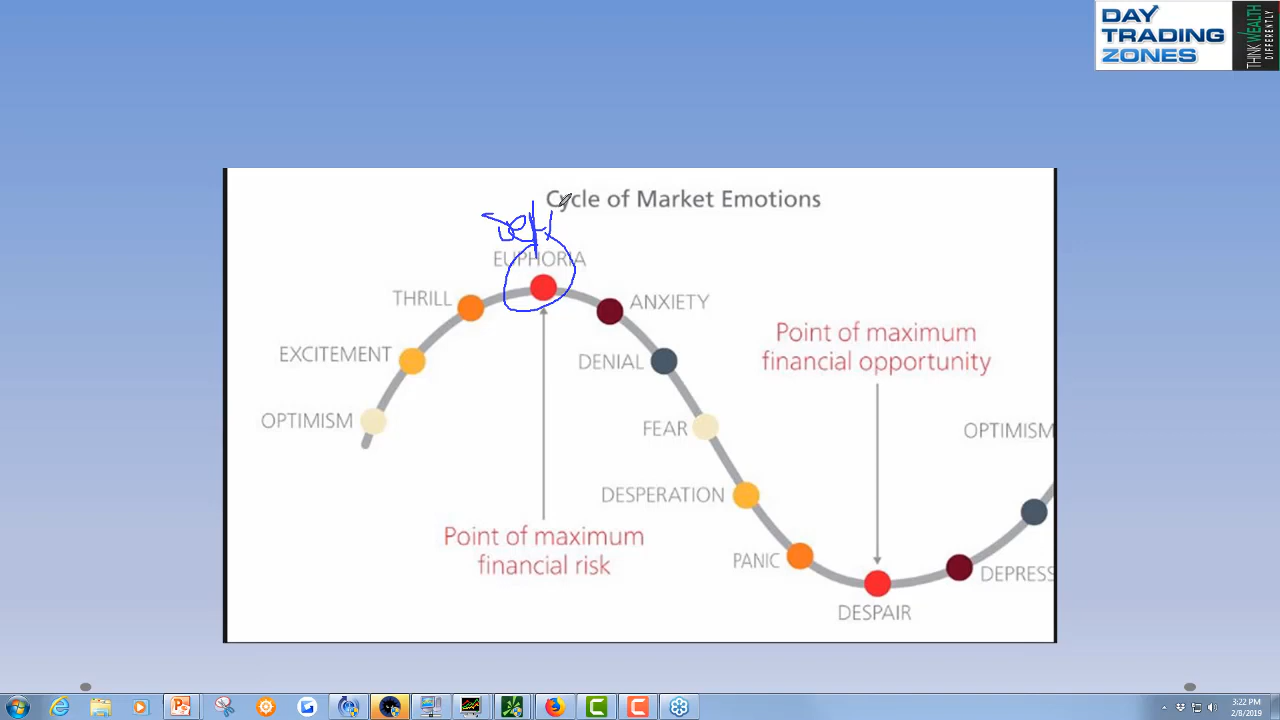 DAY
TRADING
ZONES
THINK WEALTH
DIFFERENTLY
Cycle of Market Emotions
EUPHORIA
THRILL
ANXIETY
EXCITEMENT
DENIAL
Point of maximum
financial opportunity
OPTIMISM
FEAR
OPTIMISM
DESPERATION
Point of maximum
financial risk
PANIC
DEPRESS
DESPAIR
3:22 PM
2/8/2019